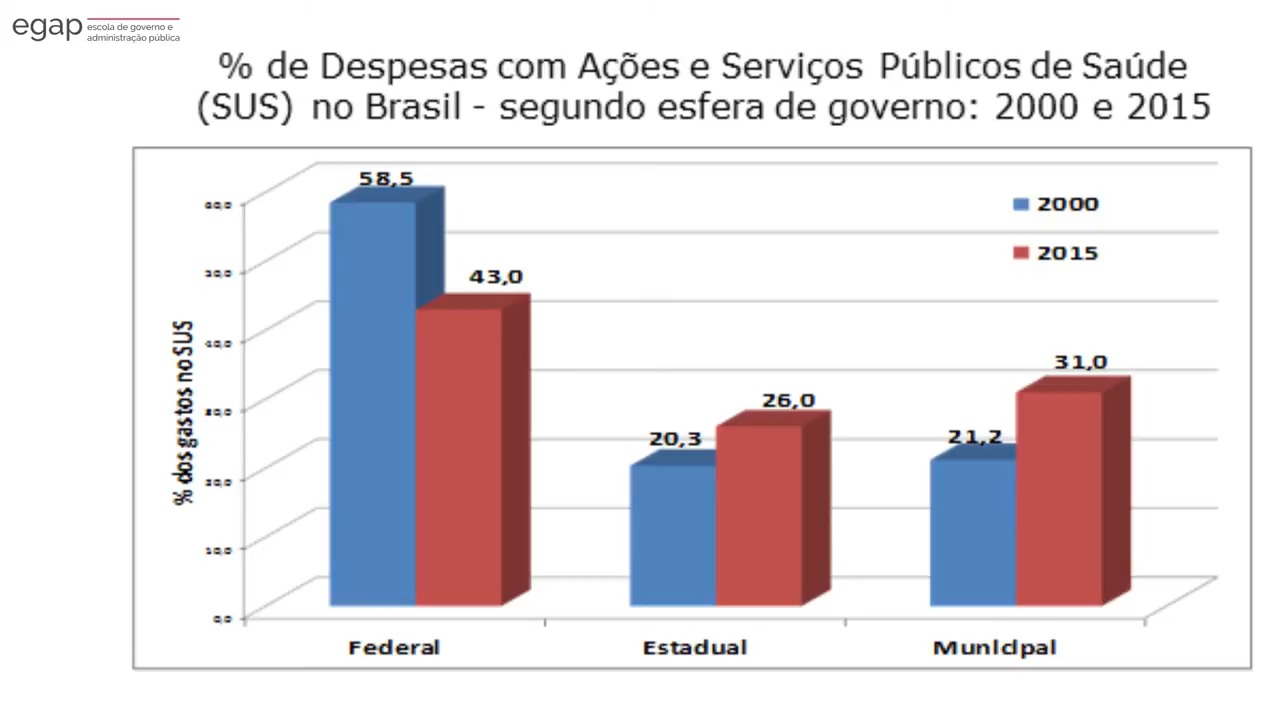 egap escola de governo e
administração pública
% de Despesas com Ações e Serviços Públicos de Saúde
(SUS) no Brasil - segundo esfera de governo: 2000 e 2015
58,5
2000
2015
43,0
31,0
26,0
20,3
21,2
% dos gastos no SUS
10,0
0,0
Federal
Estadual
Municipal